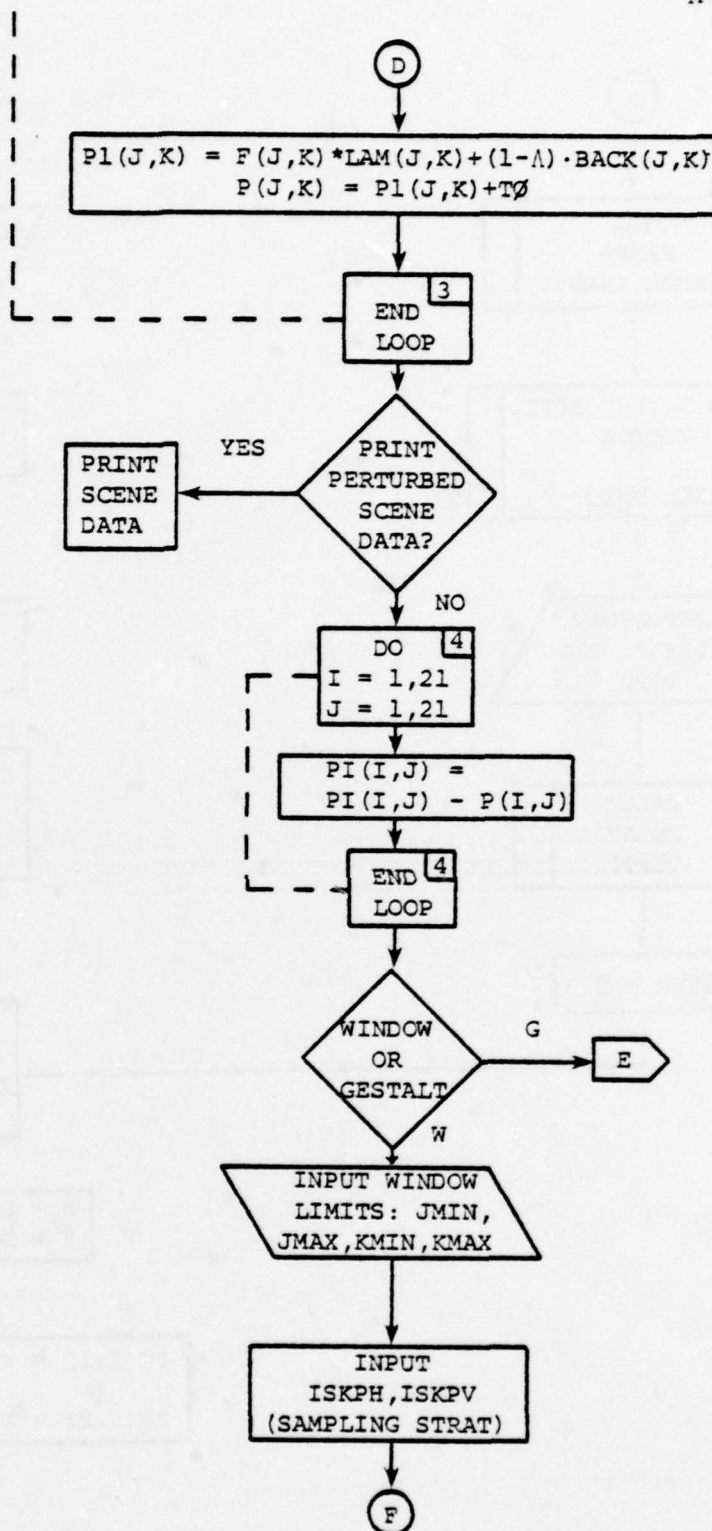 D
P1(J,K) = F(J,K)*LAM(J,K)+(1-Λ)·BACK(J,K)
P(J,K) = P1(J,K)+TØ
3
END
LOOP
PRINT
PERTURBED
SCENE
DATA?
YES
PRINT
SCENE
DATA
NO
DO
4
I = 1,21
J = 1,21
PI(I,J) =
PI(I,J) - P(I,J)
4
END
LOOP
WINDOW
OR
GESTALT
G
E
W
INPUT WINDOW
LIMITS: JMIN,
JMAX,KMIN,KMAX
INPUT
ISKPH,ISKPV
(SAMPLING STRAT)
F